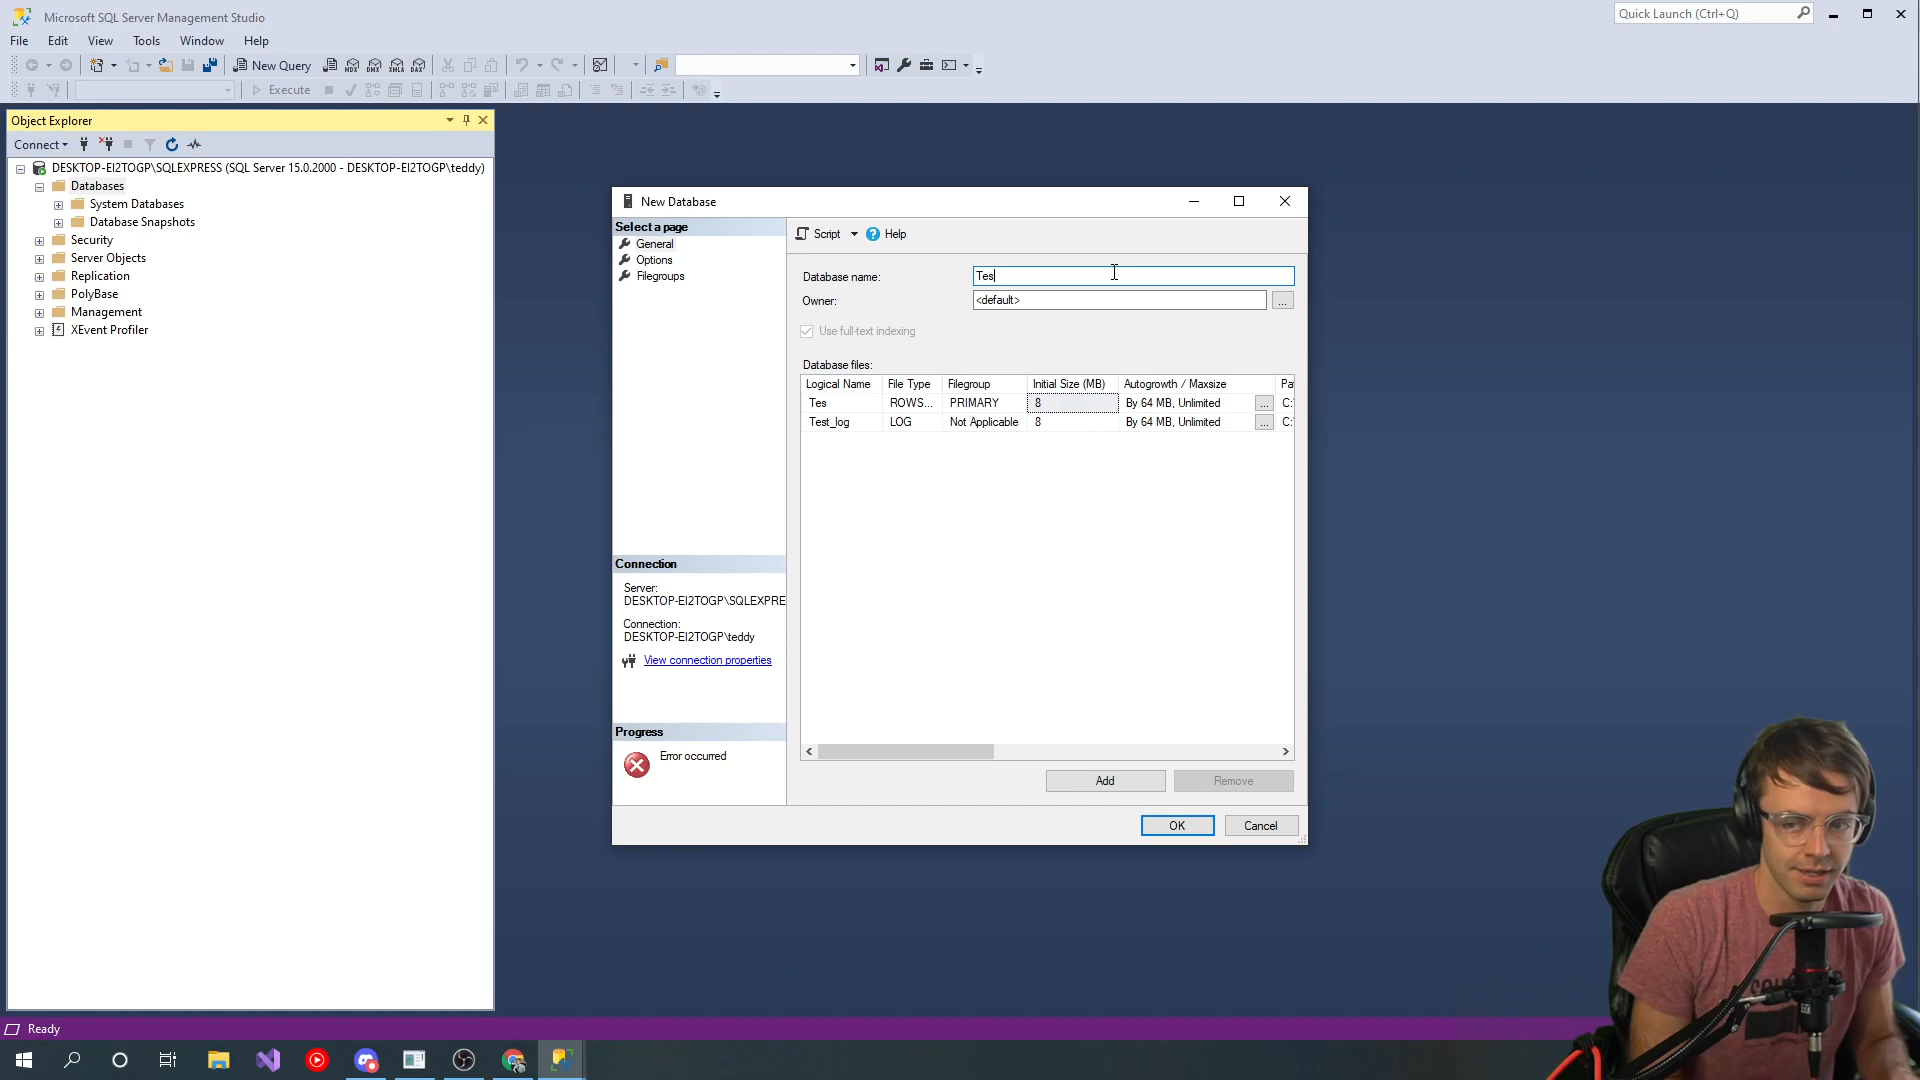 Microsoft SQL Server Management Studio
Quick Launch (Ctrl+Q)
File Edit View Tools Window Help
New Query
MDX DMX XMLA DAX
Execute
Object Explorer
Connect
DESKTOP-EI2TOGP\SQLEXPRESS (SQL Server 15.0.2000 - DESKTOP-EI2TOGP\teddy)
Databases
System Databases
Database Snapshots
Security
Server Objects
Replication
PolyBase
Management
XEvent Profiler
New Database
Select a page
General
Options
Filegroups
Script Help
Database name: Tes
Owner: <default> ...
Use full-text indexing
Database files:
Logical Name File Type Filegroup Initial Size (MB) Autogrowth / Maxsize Pa
Tes ROWS... PRIMARY 8 By 64 MB, Unlimited ... C:
Test_log LOG Not Applicable 8 By 64 MB, Unlimited ... C:
Connection
Server:
DESKTOP-EI2TOGP\SQLEXPRE
Connection:
DESKTOP-EI2TOGP\teddy
View connection properties
Progress
Error occurred
Add Remove
OK Cancel
Ready